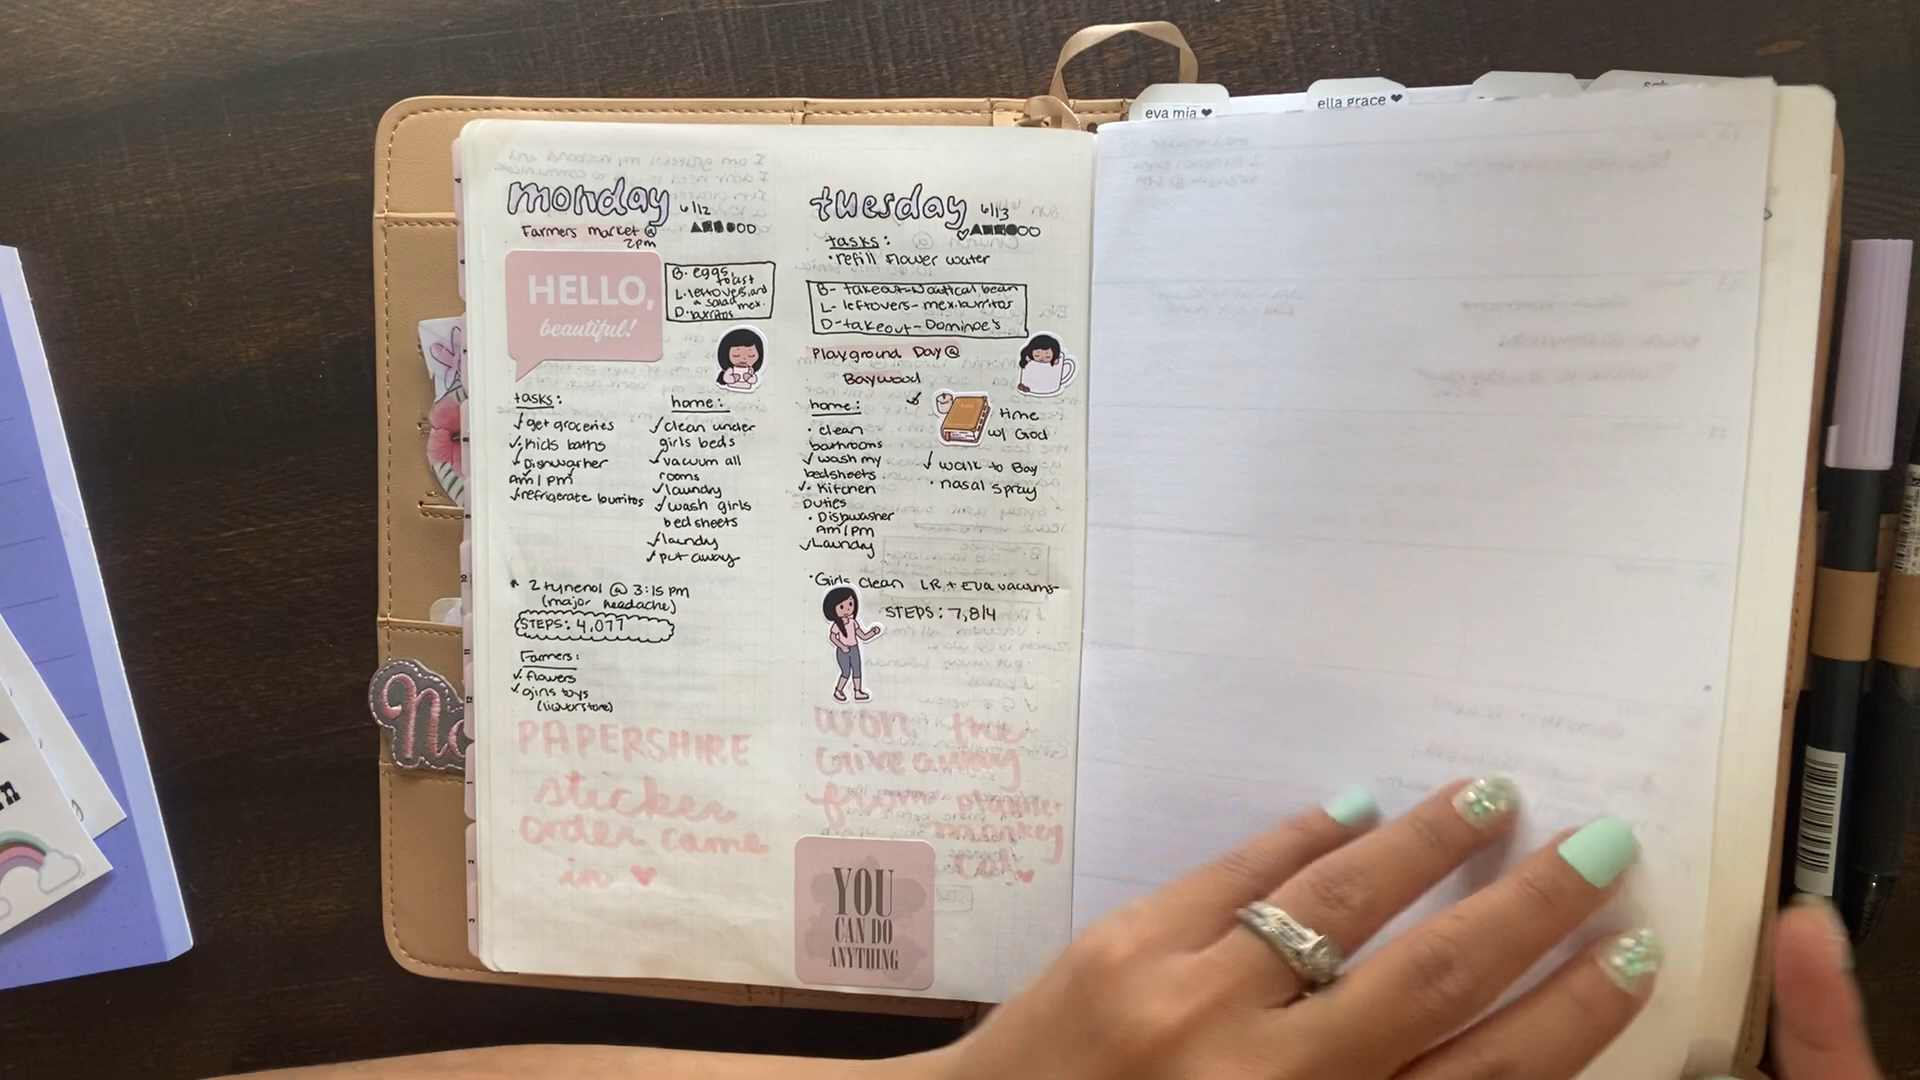 eva mia ❤
ella grace ❤
monday 6/12
Farmers market @
2pm
HELLO,
beautiful!
B. eggs,
toast
L. leftovers, and
a salad
D. burritos mex.
tasks:
✓ get groceries
✓ kids baths
✓ Dishwasher
Am / Pm
✓ refrigerate burritos
home:
✓ clean under
girls beds
✓ vacuum all
rooms
✓ laundry
✓ wash girls
bed sheets
✓ laundry
✓ put away
* 2 tynenol @ 3:15 pm
(major headache)
STEPS: 4,077
Farmers:
✓ flowers
✓ girls toys
(liquorstore)
PAPERSHIRE
sticker
order came
in ♥
tuesday 6/13
tasks:
• refill flower water
B- takeout- Nautical bean
L- leftovers- mex. burritos
D- takeout- Dominoe's
Playground Day @
Baywood
home:
• clean
bathrooms
✓ wash my
bedsheets
✓ Kitchen
Duties
• Dishwasher
Am / pm
✓ Laundry
✓ time
w/ God
✓ walk to Bay
• nasal spray
• Girls clean L.R. + Eva vacuums
STEPS: 7,814
won the
Giveaway
from planner
monkey
co! ♥
YOU
CAN DO
ANYTHING